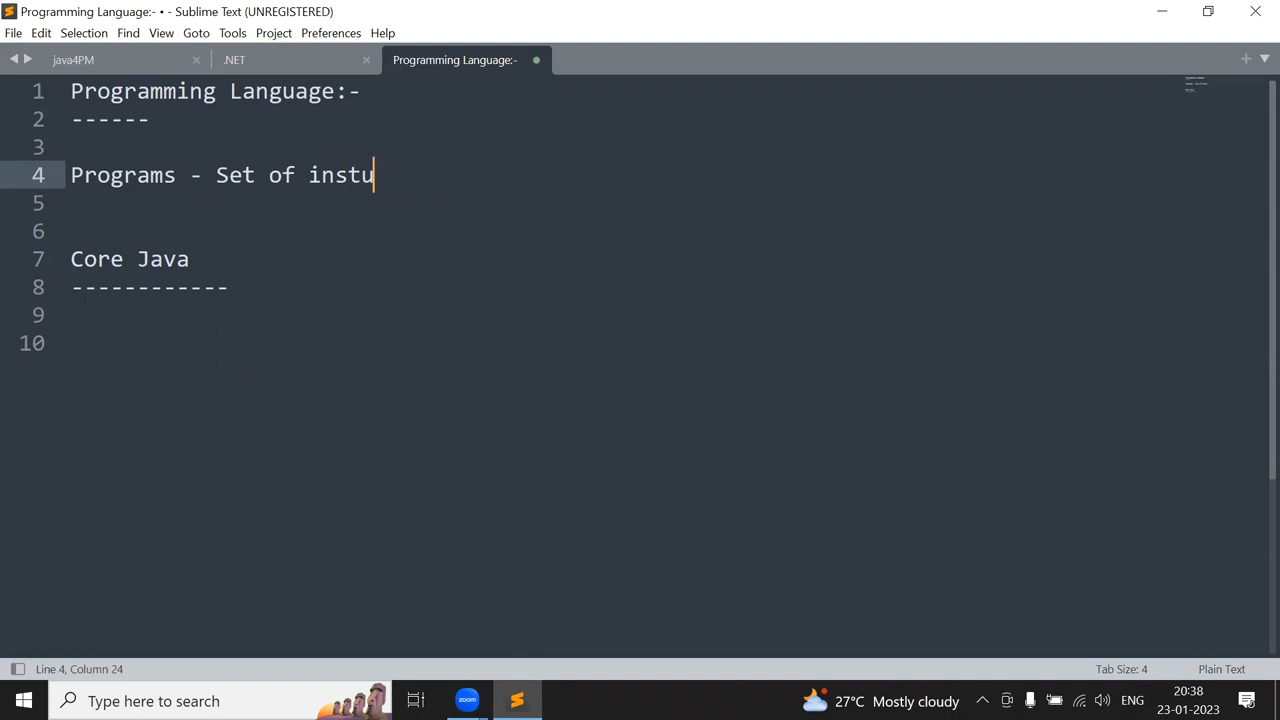 Programming Language:- • - Sublime Text (UNREGISTERED)
File Edit Selection Find View Goto Tools Project Preferences Help
java4PM .NET Programming Language:-
1 Programming Language:-
2 ------
3
4 Programs - Set of instu
5
6
7 Core Java
8 ------------
9
10
Line 4, Column 24 Tab Size: 4 Plain Text
Type here to search zoom 27°C Mostly cloudy ENG 20:38
23-01-2023